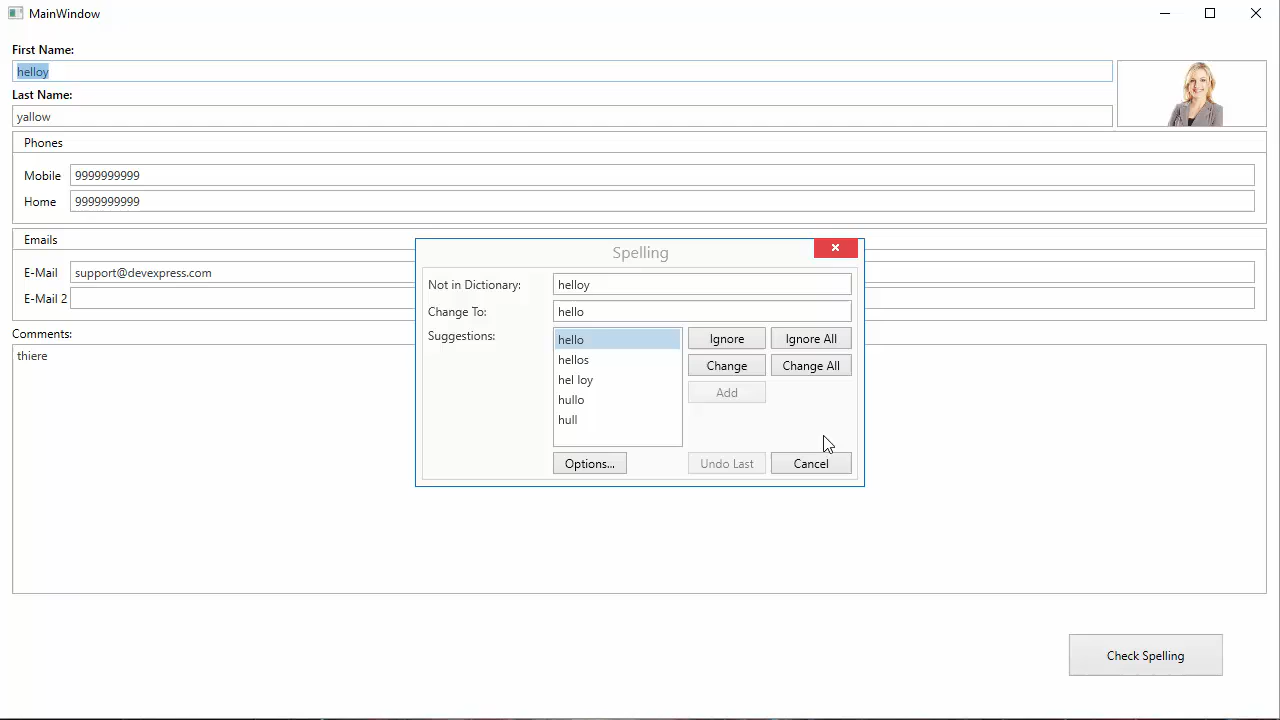 MainWindow
First Name:
helloy
Last Name:
yallow
Phones
Mobile 9999999999
Home 9999999999
Emails
E-Mail support@devexpress.com
E-Mail 2
Comments:
thiere
Spelling
Not in Dictionary: helloy
Change To: hello
Suggestions:
hello
hellos
hel loy
hullo
hull
Ignore Ignore All
Change Change All
Add
Options... Undo Last Cancel
Check Spelling